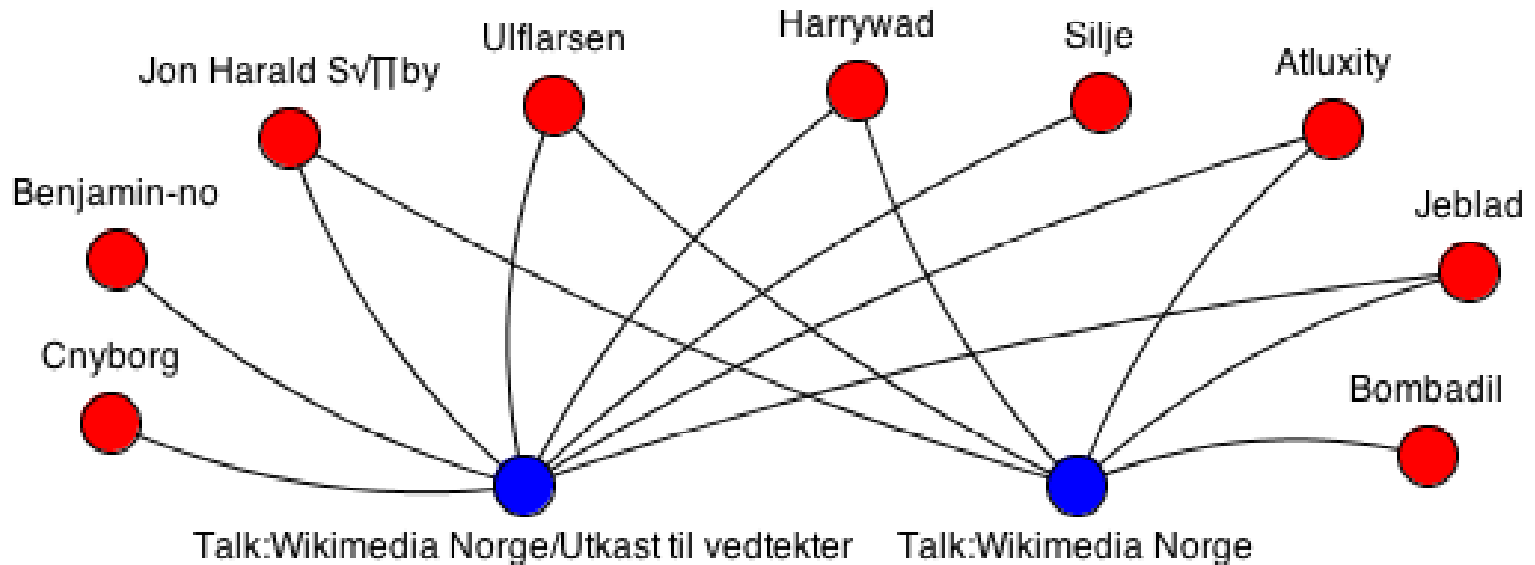 Harrywad
Silje
Ulflarsen
Atluxity
Jon Harald S√∏by
Benjamin-no
Jeblad
Cnyborg
Bombadil
Talk:Wikimedia Norge/Utkast til vedtekter
Talk:Wikimedia Norge